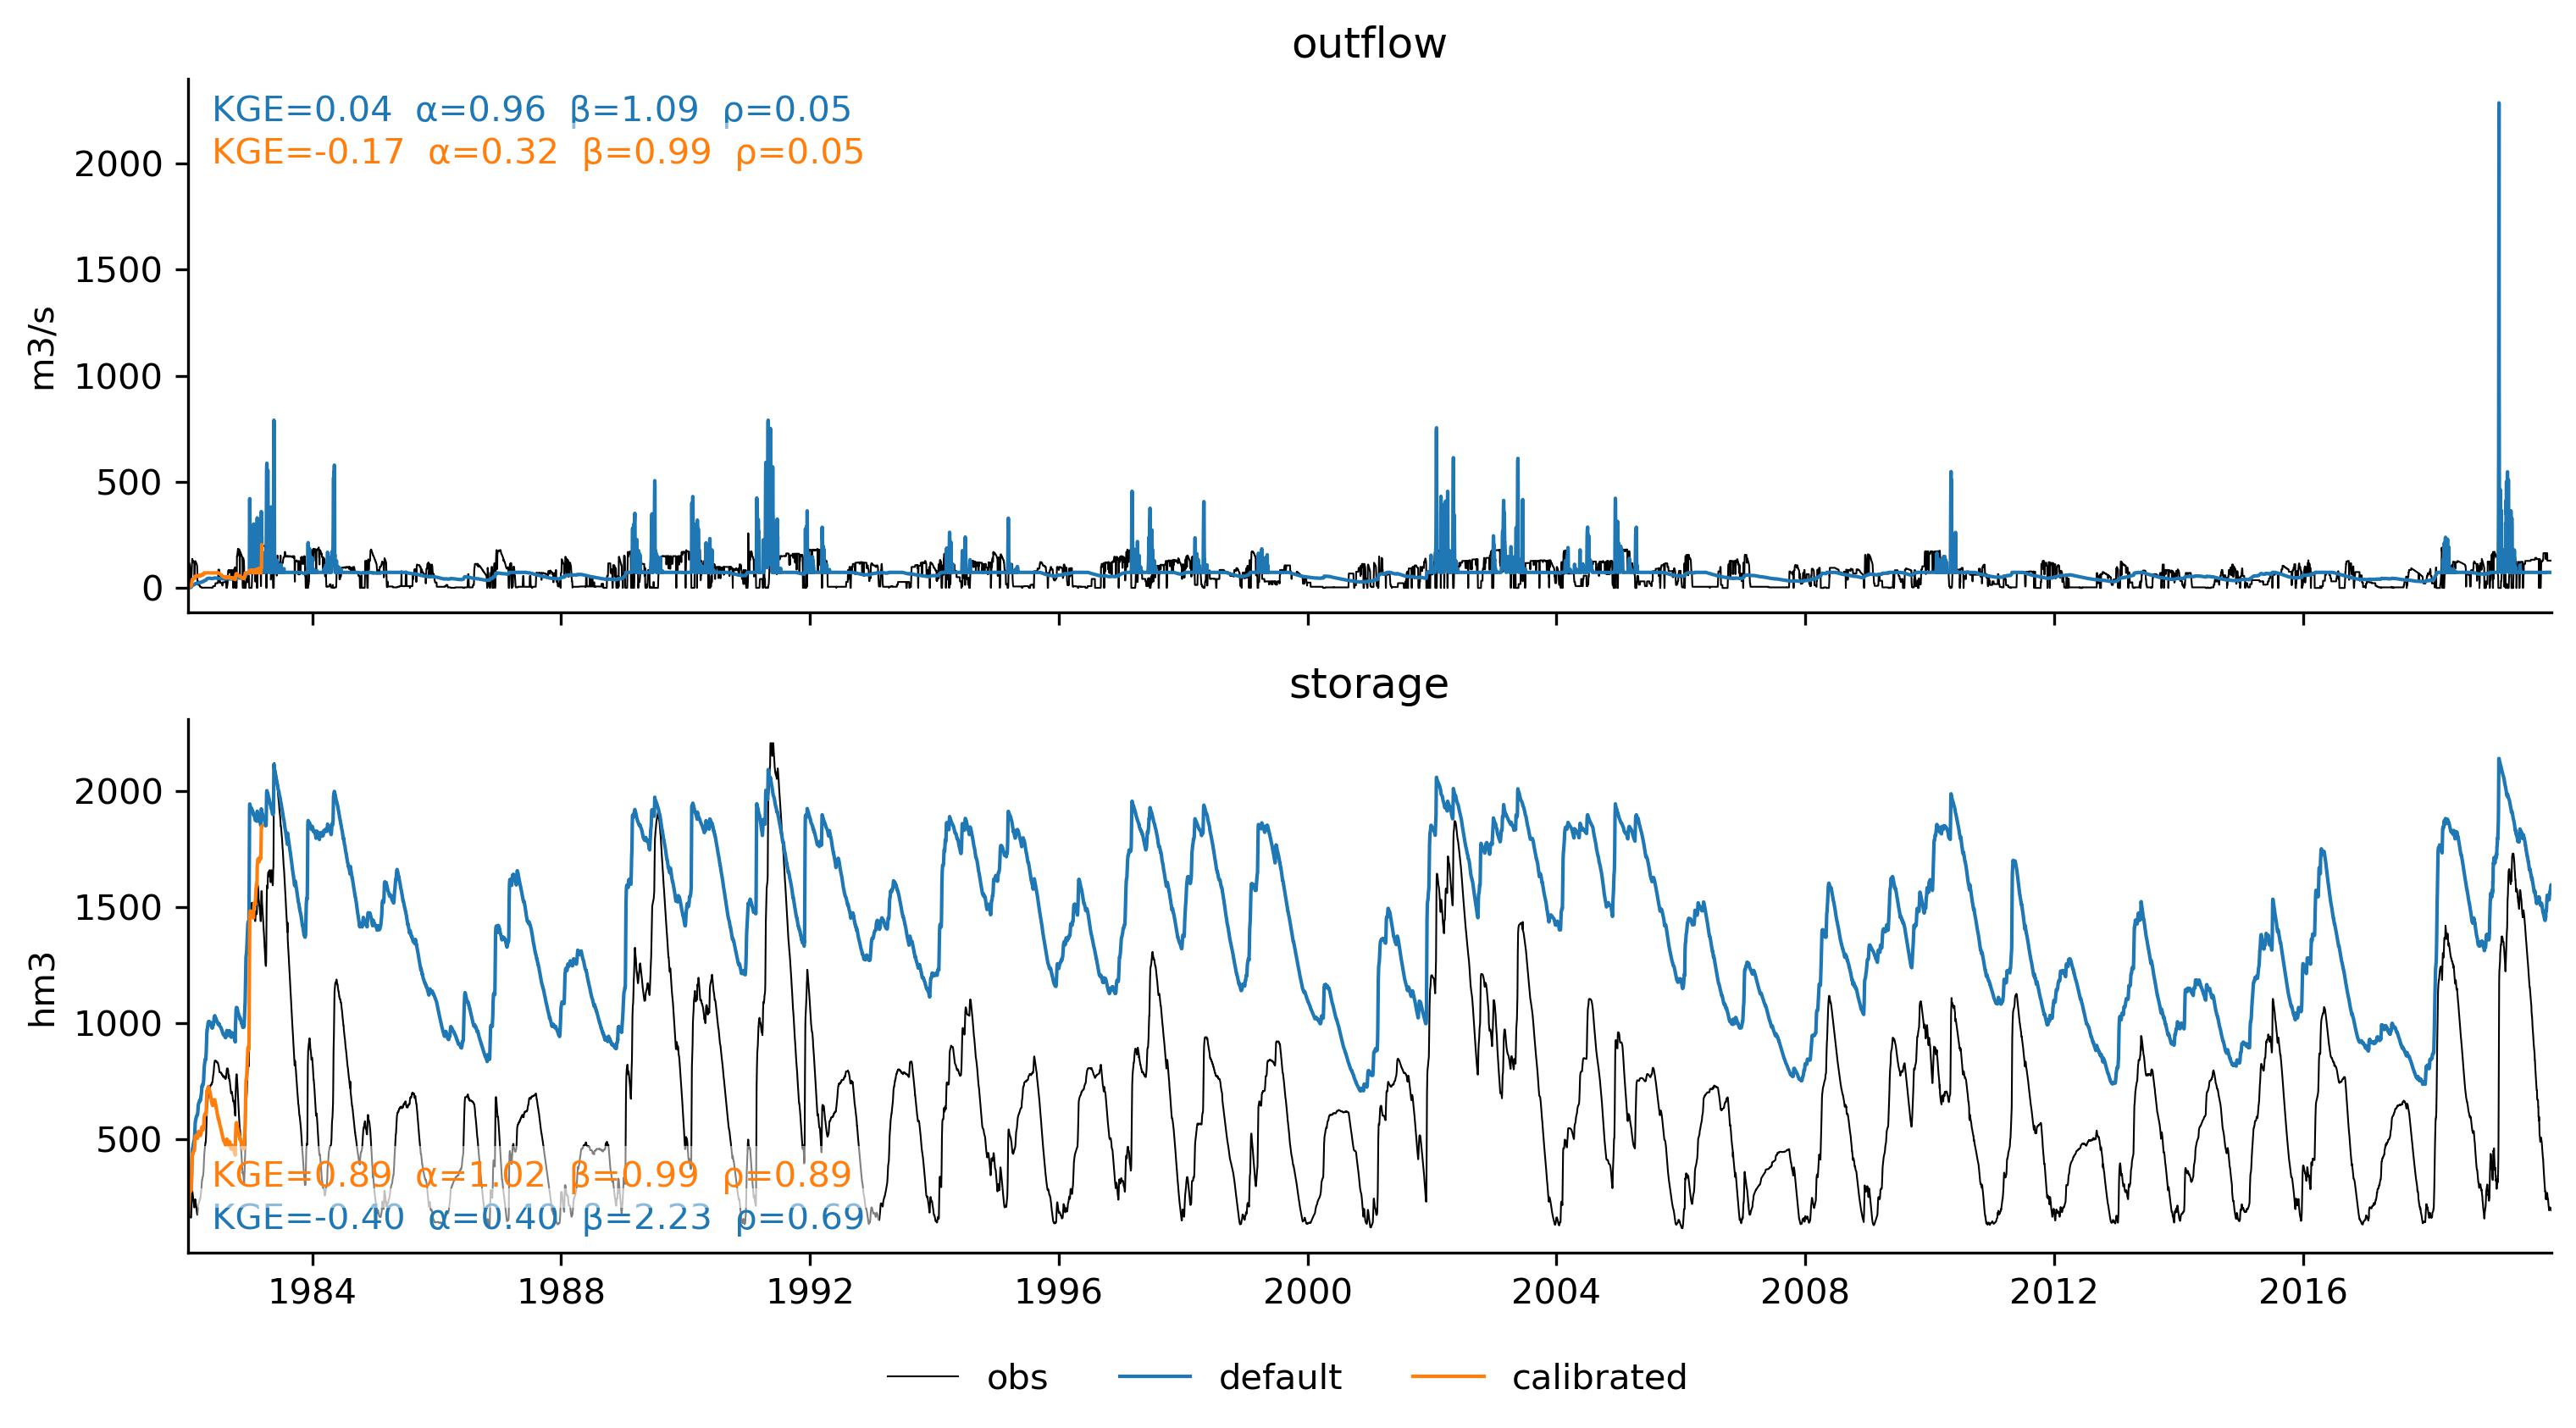 outflow
KGE=0.04 α=0.96 β=1.09 ρ=0.05
KGE=-0.17 α=0.32 β=0.99 ρ=0.05
m3/s
2000
1500
1000
500
0
storage
hm3
2000
1500
1000
500
KGE=0.89 α=1.02 β=0.99 ρ=0.89
KGE=-0.40 α=0.40 β=2.23 ρ=0.69
1984 1988 1992 1996 2000 2004 2008 2012 2016
obs default calibrated